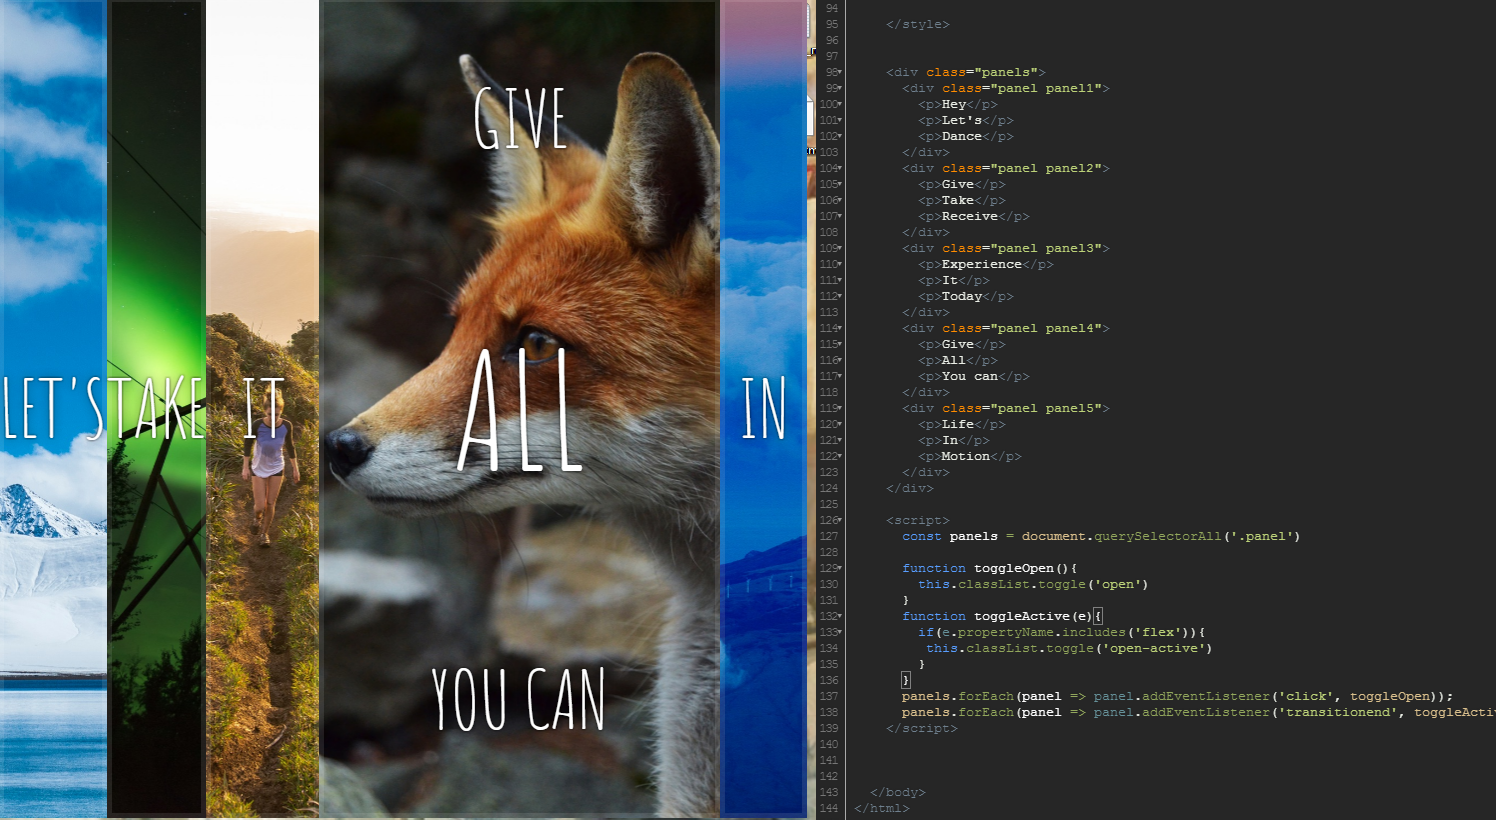 GIVE
LET'S TAKE IT ALL IN
YOU CAN
94
95 </style>
96
97
98 <div class="panels">
99 <div class="panel panel1">
100 <p>Hey</p>
101 <p>Let's</p>
102 <p>Dance</p>
103 </div>
104 <div class="panel panel2">
105 <p>Give</p>
106 <p>Take</p>
107 <p>Receive</p>
108 </div>
109 <div class="panel panel3">
110 <p>Experience</p>
111 <p>It</p>
112 <p>Today</p>
113 </div>
114 <div class="panel panel4">
115 <p>Give</p>
116 <p>All</p>
117 <p>You can</p>
118 </div>
119 <div class="panel panel5">
120 <p>Life</p>
121 <p>In</p>
122 <p>Motion</p>
123 </div>
124 </div>
125
126 <script>
127 const panels = document.querySelectorAll('.panel')
128
129 function toggleOpen(){
130 this.classList.toggle('open')
131 }
132 function toggleActive(e){
133 if(e.propertyName.includes('flex')){
134 this.classList.toggle('open-active')
135 }
136 }
137 panels.forEach(panel => panel.addEventListener('click', toggleOpen));
138 panels.forEach(panel => panel.addEventListener('transitionend', toggleActiv
139 </script>
140
141
142
143 </body>
144 </html>